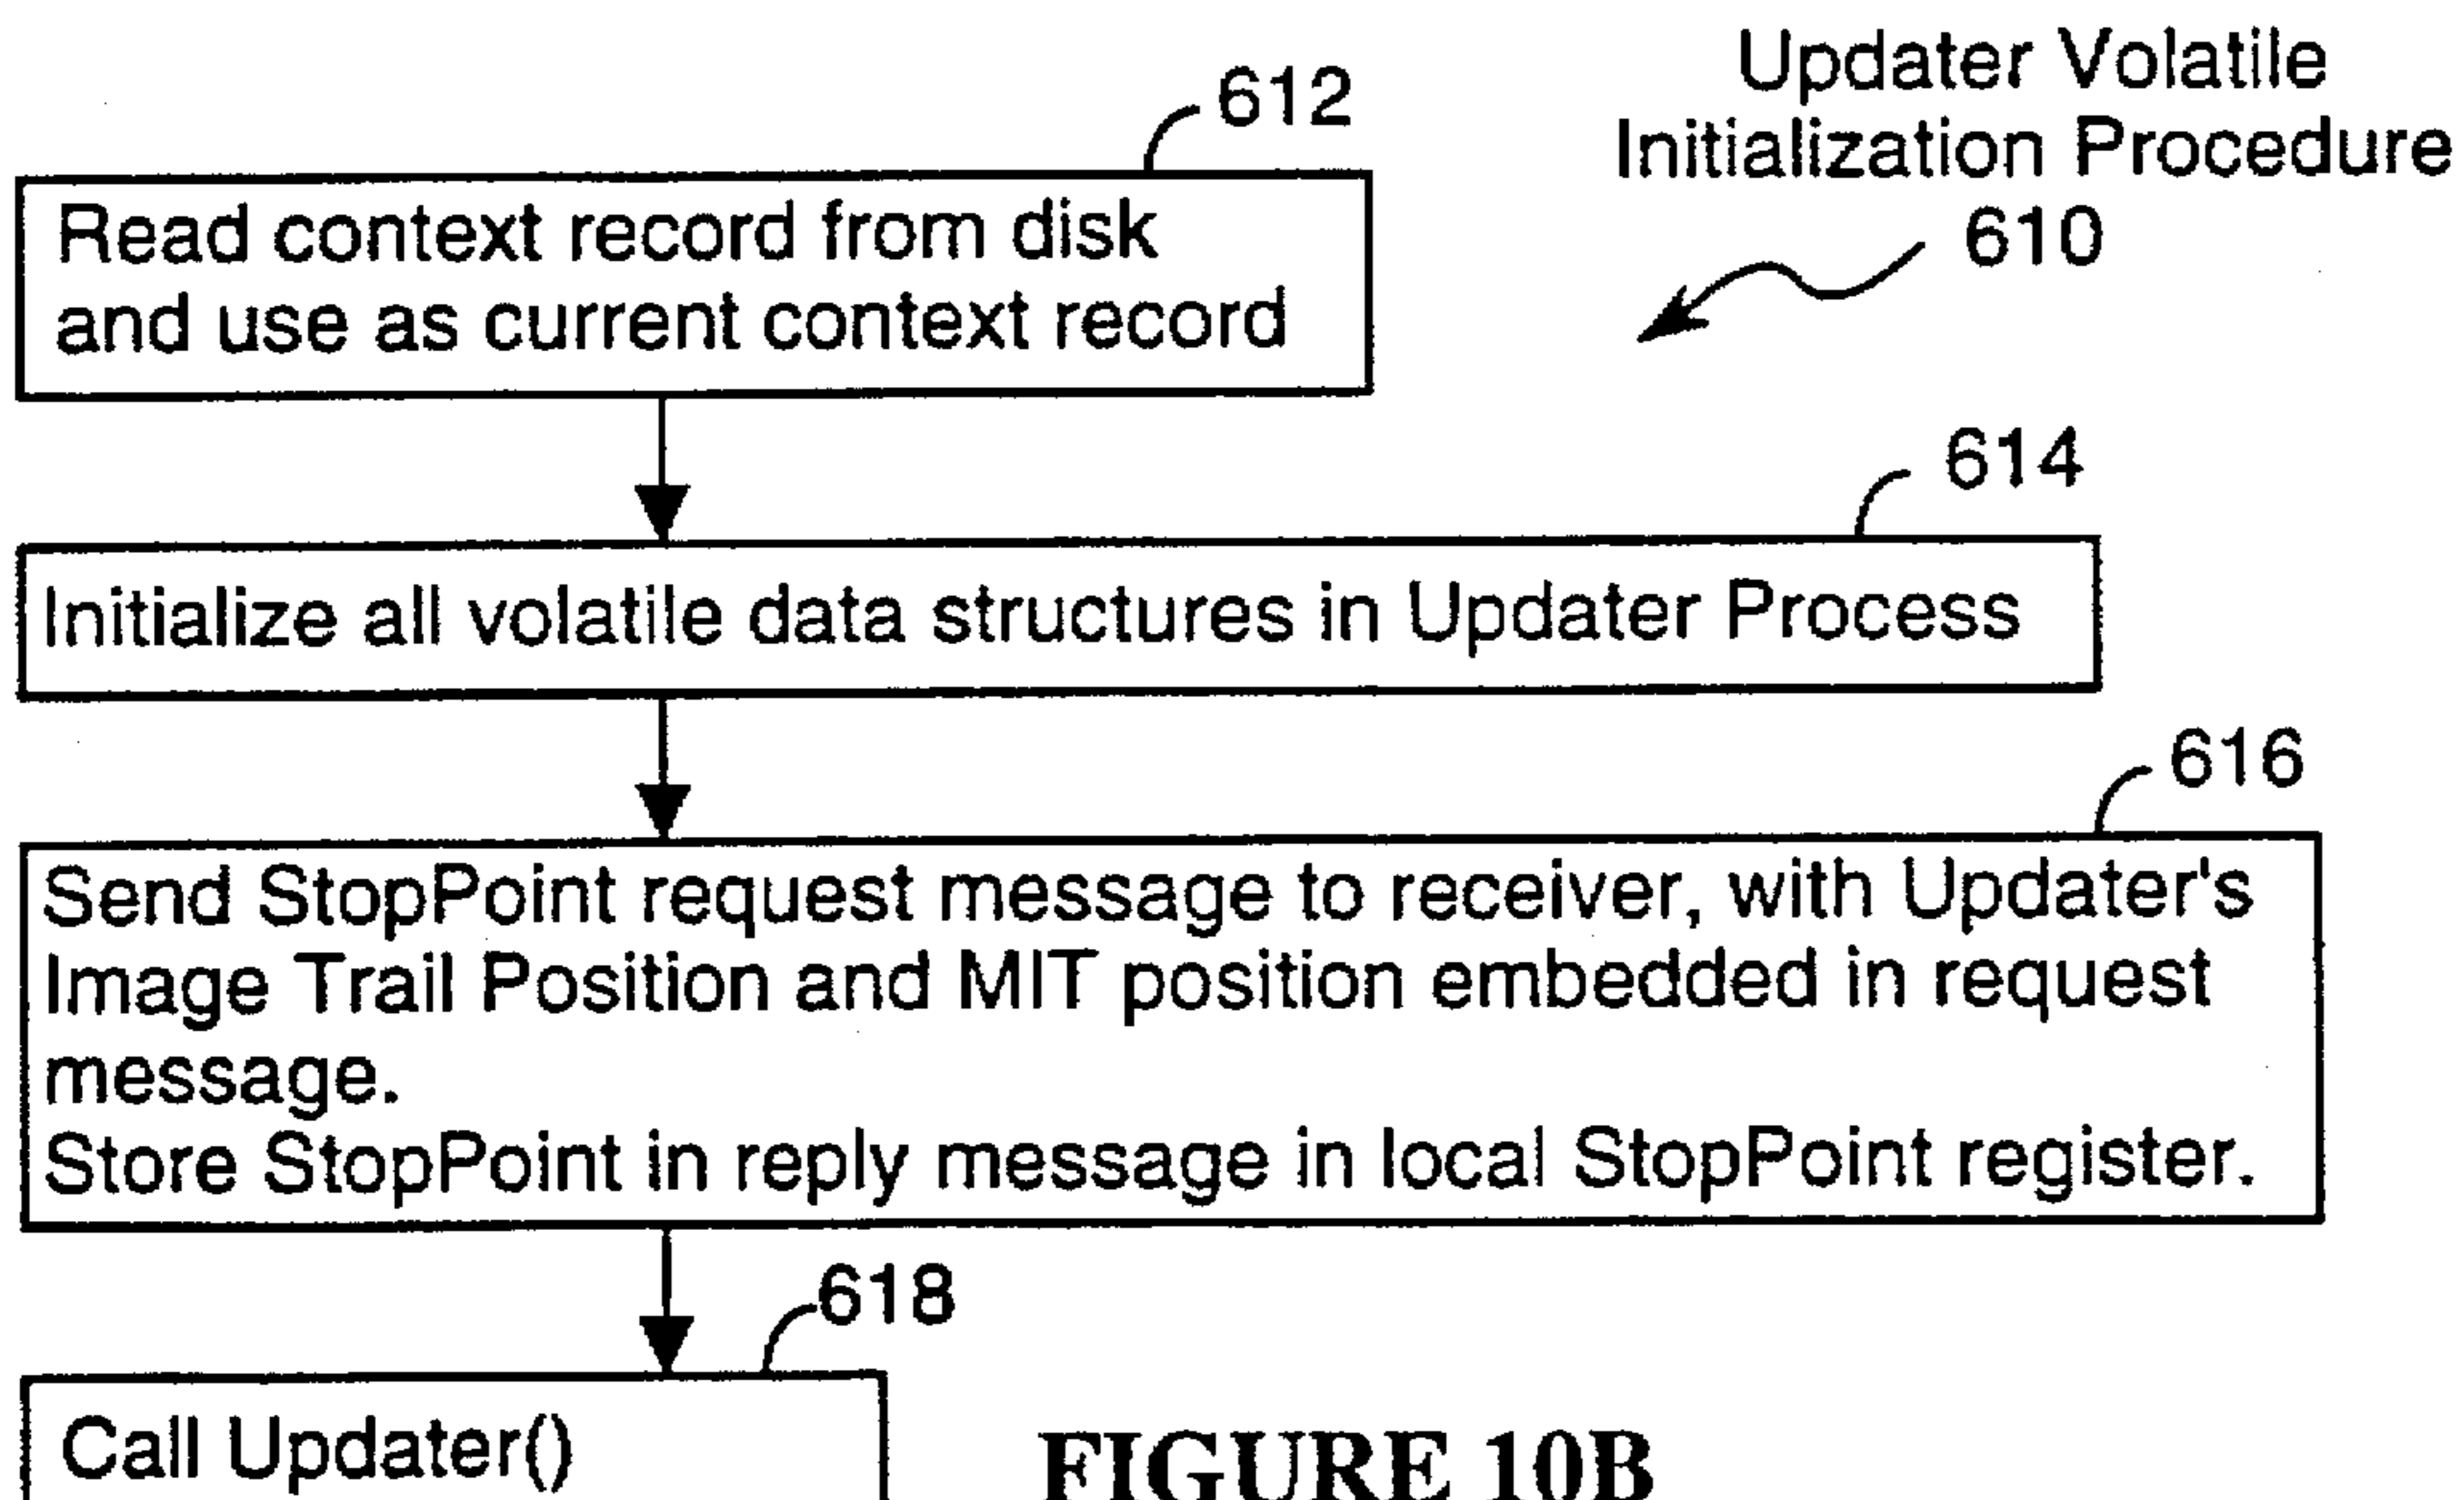 Updater Volatile
Initialization Procedure
610
612
Read context record from disk
and use as current context record
614
Initialize all volatile data structures in Updater Process
616
Send StopPoint request message to receiver, with Updater's
Image Trail Position and MIT position embedded in request
message.
Store StopPoint in reply message in local StopPoint register.
618
Call Updater()
FIGURE 10B